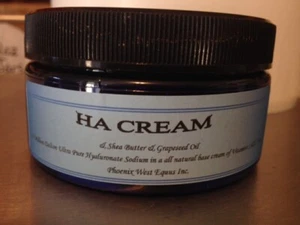 HA CREAM
& Shea Butter & Grapeseed Oil
Ultra Pure Hyaluronate Sodium in a all natural base cream of Vitamins
Phoenix West Equus Inc.